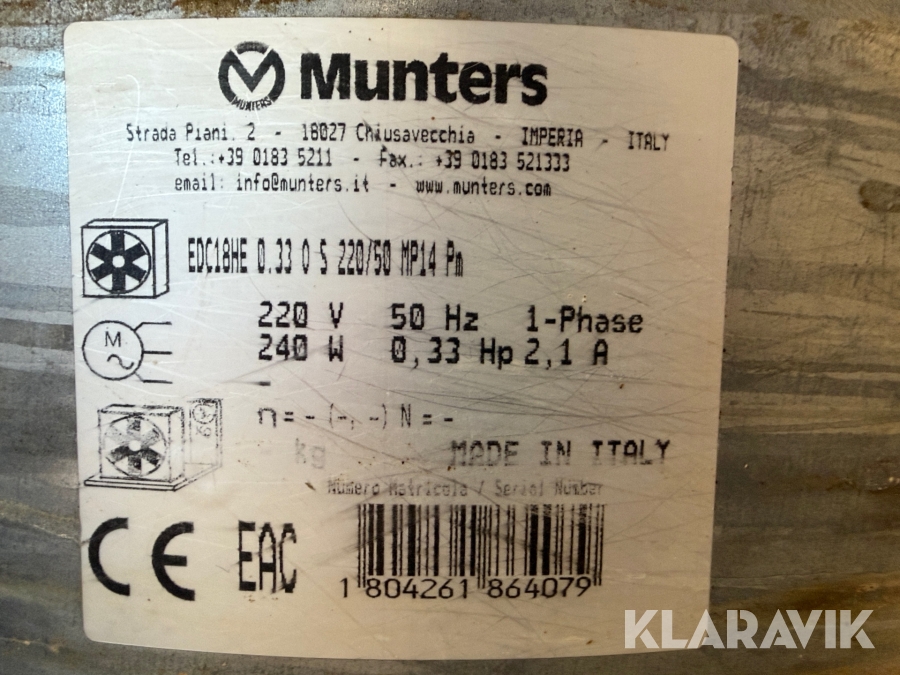 MUNTERS
Munters
Strada Piani. 2 - 18027 Chiusavecchia - IMPERIA - ITALY
Tel.:+39 0183 5211 - Fax.: +39 0183 521333
email: info@munters.it - www.munters.com
EDC18HE 0.33 0 S 220/50 MP14 Pm
M
220 V 50 Hz 1-Phase
240 W 0,33 Hp 2,1 A
-
η = - (-, -) N = -
kg
MADE IN ITALY
Numero Matricola / Serial Number
CE EAC
1 804261 864079
KLARAVIK